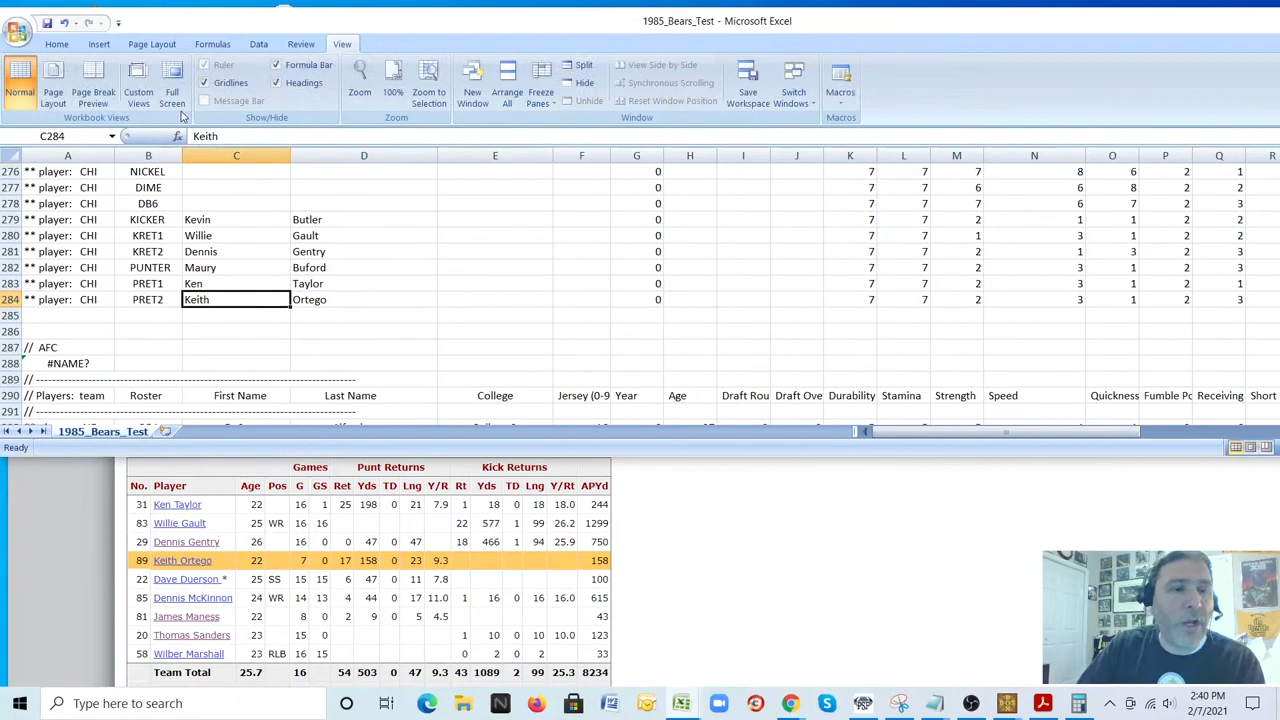 1985_Bears_Test - Microsoft Excel
Home Insert Page Layout Formulas Data Review View
Normal Page Layout Page Break Preview Custom Views Full Screen
Workbook Views
Ruler Formula Bar
Gridlines Headings
Message Bar
Show/Hide
Zoom 100% Zoom to Selection
Zoom
New Window Arrange All Freeze Panes
Split
Hide
Unhide
View Side by Side
Synchronous Scrolling
Reset Window Position
Save Workspace Switch Windows
Window
Macros
Macros
C284 fx Keith
A B C D E F G H I J K L M N O P Q R
276 ** player: CHI NICKEL 0 7 7 7 8 6 2 1
277 ** player: CHI DIME 0 7 7 6 6 8 2 2
278 ** player: CHI DB6 0 7 7 7 6 7 2 3
279 ** player: CHI KICKER Kevin Butler 0 7 7 2 1 1 2 2
280 ** player: CHI KRET1 Willie Gault 0 7 7 1 3 1 2 2
281 ** player: CHI KRET2 Dennis Gentry 0 7 7 2 1 3 2 3
282 ** player: CHI PUNTER Maury Buford 0 7 7 2 3 1 2 3
283 ** player: CHI PRET1 Ken Taylor 0 7 7 2 3 1 2 1
284 ** player: CHI PRET2 Keith Ortego 0 7 7 2 3 1 2 3
285
286
287 // AFC
288 #NAME?
289 // ----------------------------------------------------------------
290 // Players: team Roster First Name Last Name College Jersey (0-9 Year Age Draft Rou Draft Ove Durability Stamina Strength Speed Quickness Fumble Po Receiving Short
291 // ----------------------------------------------------------------
1985_Bears_Test
Ready
Games Punt Returns Kick Returns
No. Player Age Pos G GS Ret Yds TD Lng Y/R Rt Yds TD Lng Y/Rt APYd
31 Ken Taylor 22 16 1 25 198 0 21 7.9 1 18 0 18 18.0 244
83 Willie Gault 25 WR 16 16 22 577 1 99 26.2 1299
29 Dennis Gentry 26 16 0 0 47 0 47 18 466 1 94 25.9 750
89 Keith Ortego 22 7 0 17 158 0 23 9.3 158
22 Dave Duerson * 25 SS 15 15 6 47 0 11 7.8 100
85 Dennis McKinnon 24 WR 14 13 4 44 0 17 11.0 1 16 0 16 16.0 615
81 James Maness 22 8 0 2 9 0 5 4.5 43
20 Thomas Sanders 23 15 0 1 10 0 10 10.0 123
58 Wilber Marshall 23 RLB 16 15 0 2 0 2 33
Team Total 25.7 16 54 503 0 47 9.3 43 1089 2 99 25.3 8234
Type here to search
2:40 PM
2/7/2021